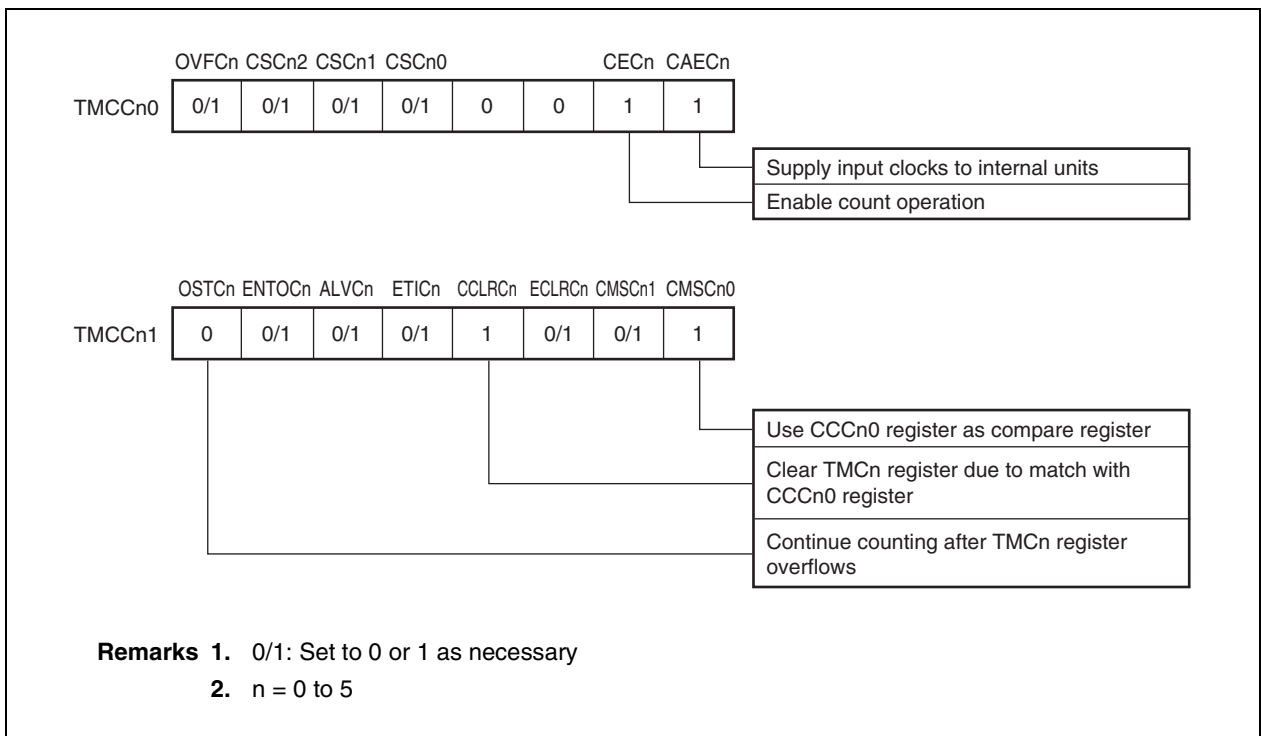 OVFCn CSCn2 CSCn1 CSCn0 CECn CAECn
TMCCn0 0/1 0/1 0/1 0/1 0 0 1 1
Supply input clocks to internal units
Enable count operation
OSTCn ENTOCn ALVCn ETICn CCLRCn ECLRCn CMSCn1 CMSCn0
TMCCn1 0 0/1 0/1 0/1 1 0/1 0/1 1
Use CCCn0 register as compare register
Clear TMCn register due to match with
CCCn0 register
Continue counting after TMCn register
overflows
Remarks 1. 0/1: Set to 0 or 1 as necessary
2. n = 0 to 5